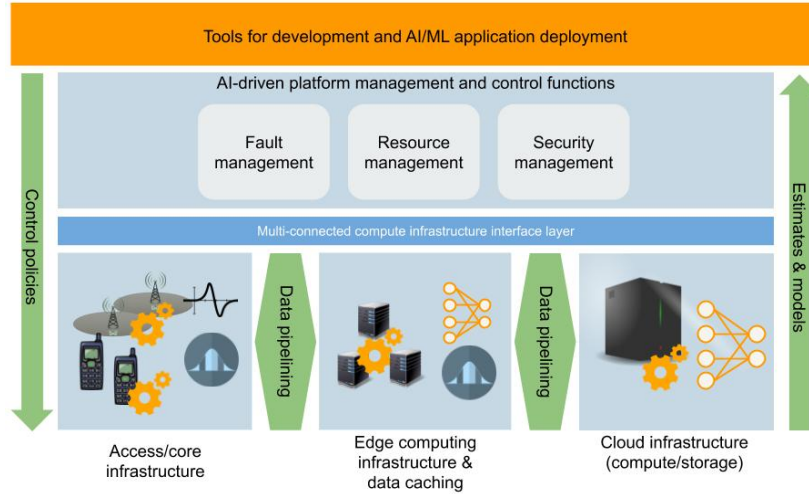 Tools for development and AI/ML application deployment
AI-driven platform management and control functions
Fault
management
Resource
management
Security
management
Control policies
Estimates & models
Multi-connected compute infrastructure interface layer
Data pipelining
Data pipelining
Access/core
infrastructure
Edge computing
infrastructure &
data caching
Cloud infrastructure
(compute/storage)